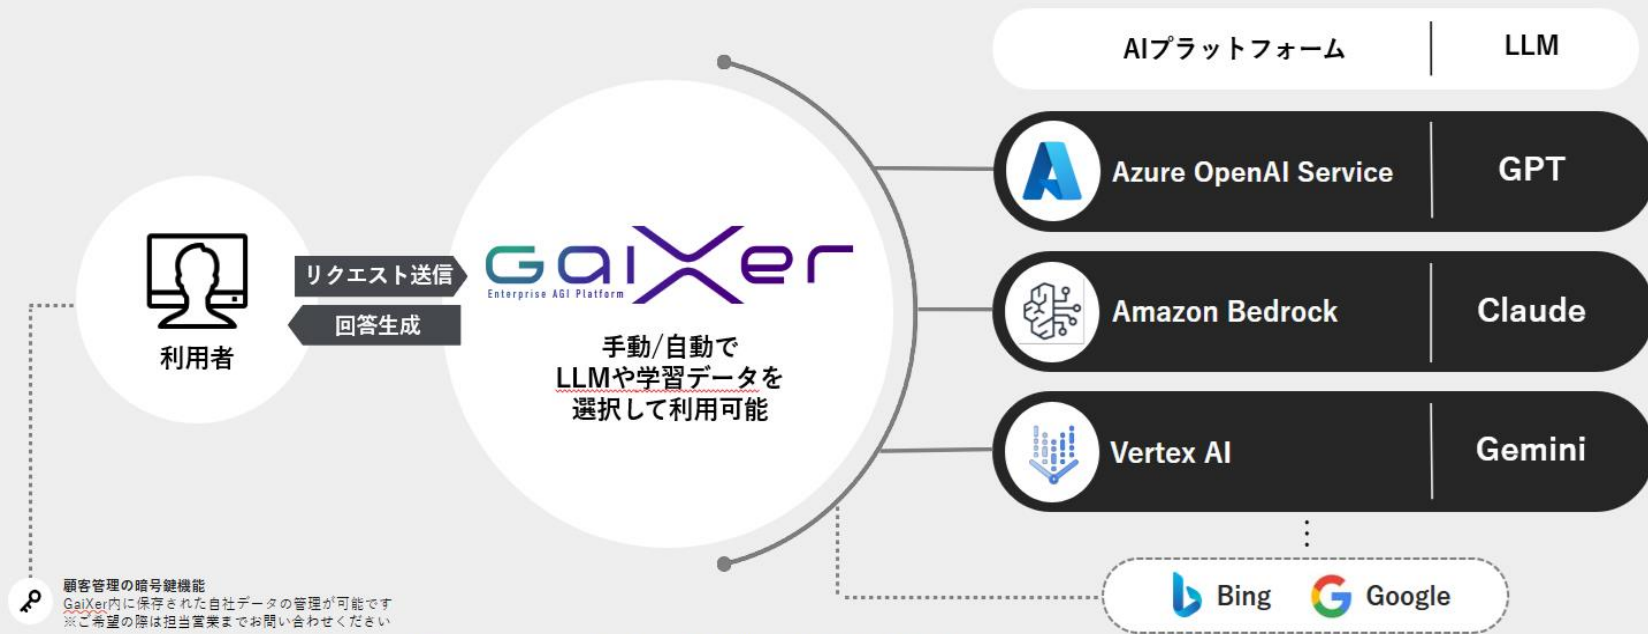 AIプラットフォーム
LLM
Azure OpenAI Service
GPT
Amazon Bedrock
Claude
Vertex AI
Gemini
Bing
Google
利用者
リクエスト送信
回答生成
GaiXer
Enterprise AGI Platform
手動/自動で
LLMや学習データを
選択して利用可能
顧客管理の暗号鍵機能
GaiXer内に保存された自社データの管理が可能です
※ご希望の際は担当営業までお問い合わせください